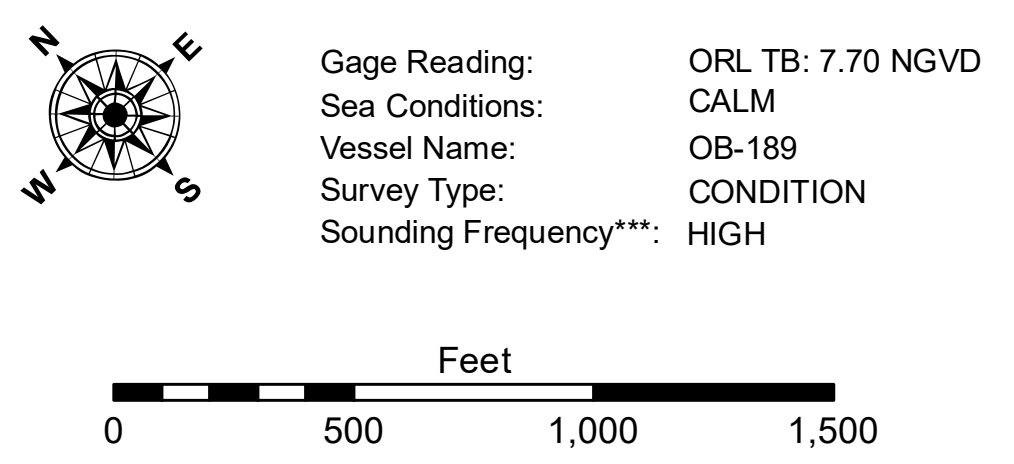 N E
W S
Gage Reading: ORL TB: 7.70 NGVD
Sea Conditions: CALM
Vessel Name: OB-189
Survey Type: CONDITION
Sounding Frequency***: HIGH
Feet
0 500 1,000 1,500